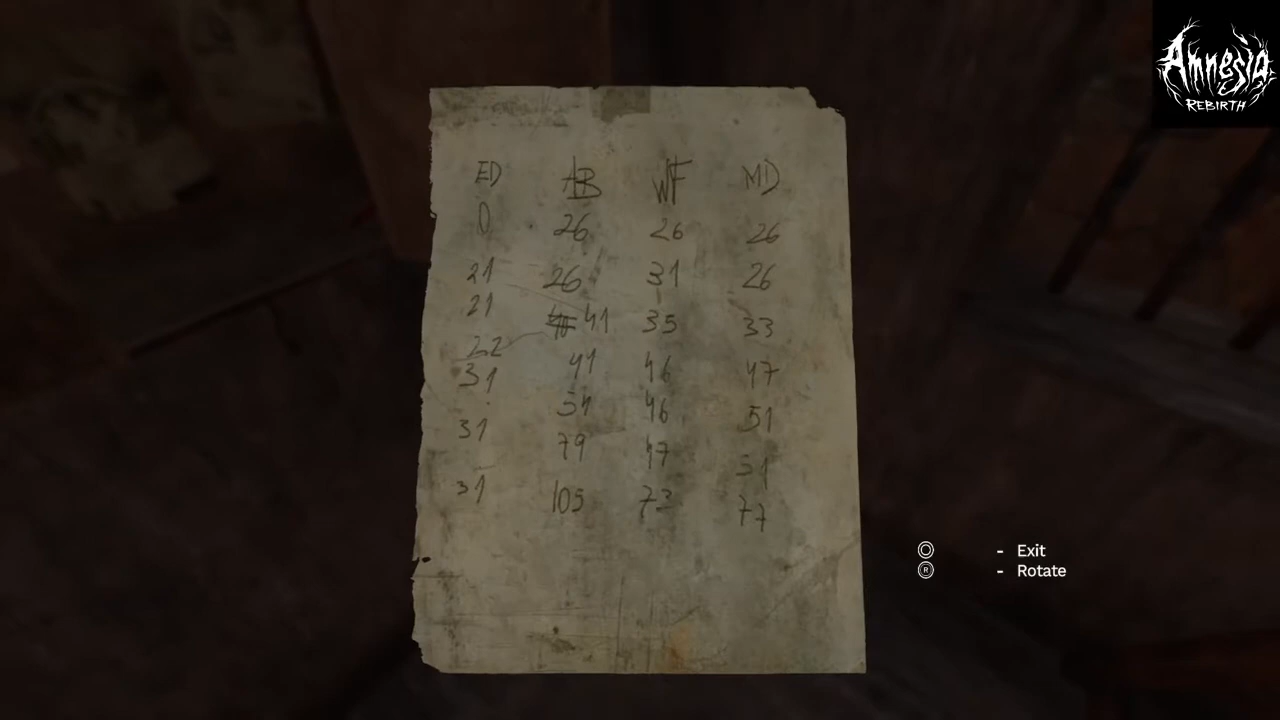 Amnesia
REBIRTH
ED AB WF MD
0 26 26 26
21 26 31 26
21 41 35 33
22 41 46 47
31 51 46 51
31 79 47 51
31 105 73 77
- Exit
R - Rotate